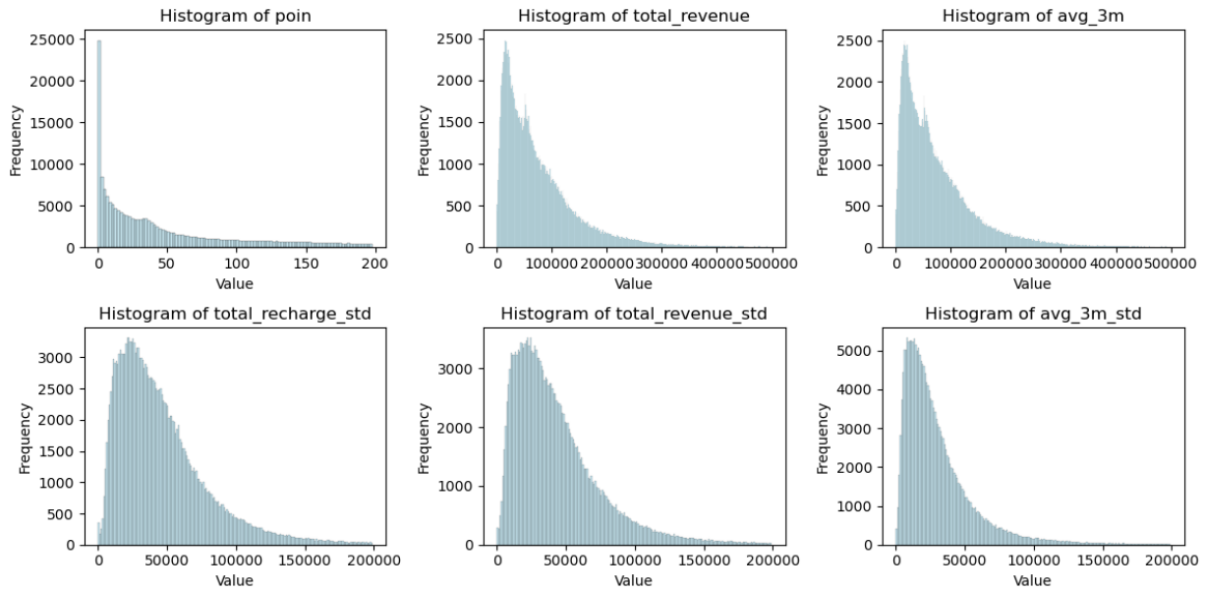 Histogram of poin
Frequency
25000
20000
15000
10000
5000
0
0 50 100 150 200
Value
Histogram of total_revenue
Frequency
2500
2000
1500
1000
500
0
0 100000 200000 300000 400000 500000
Value
Histogram of avg_3m
Frequency
2500
2000
1500
1000
500
0
0 100000 200000 300000 400000 500000
Value
Histogram of total_recharge_std
Frequency
3000
2500
2000
1500
1000
500
0
0 50000 100000 150000 200000
Value
Histogram of total_revenue_std
Frequency
3000
2000
1000
0
0 50000 100000 150000 200000
Value
Histogram of avg_3m_std
Frequency
5000
4000
3000
2000
1000
0
0 50000 100000 150000 200000
Value